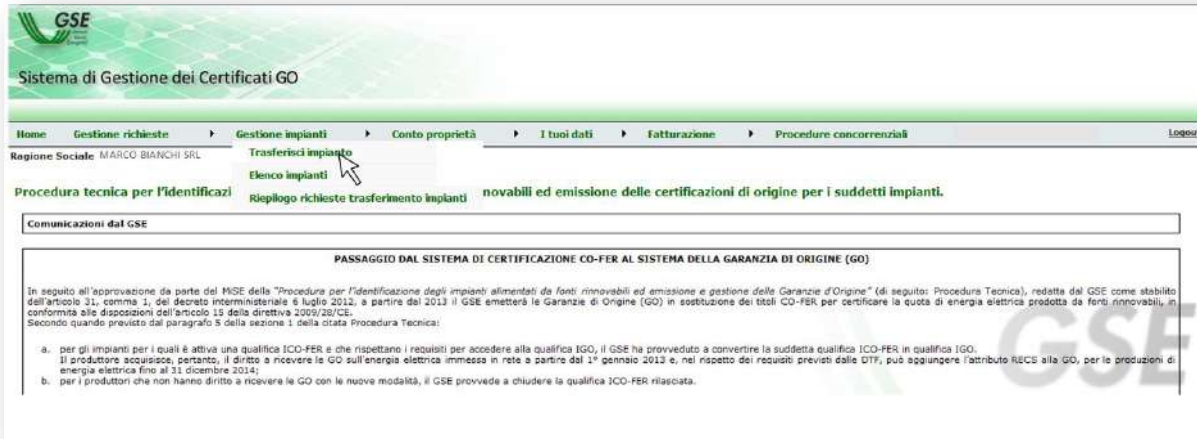 GSE
Sistema di Gestione dei Certificati GO
Home Gestione richieste Gestione impianti Conto proprietà I tuoi dati Fatturazione Procedure concorrenziali Logout
Ragione Sociale MARCO BIANCHI SRL
Trasferisci impianto
Elenco impianti
Riepilogo richieste trasferimento impianti
Procedura tecnica per l'identificazi novabili ed emissione delle certificazioni di origine per i suddetti impianti.
Comunicazioni dal GSE
PASSAGGIO DAL SISTEMA DI CERTIFICAZIONE CO-FER AL SISTEMA DELLA GARANZIA DI ORIGINE (GO)
In seguito all'approvazione da parte del MiSE della "Procedura per l'identificazione degli impianti alimentati da fonti rinnovabili ed emissione e gestione delle Garanzie d'Origine" (di seguito: Procedura Tecnica), redatta dal GSE come stabilito
dell'articolo 31, comma 1, del decreto interministeriale 6 luglio 2012, a partire dal 2013 il GSE emetterà le Garanzie di Origine (GO) in sostituzione dei titoli CO-FER per certificare la quota di energia elettrica prodotta da fonti rinnovabili, in
conformità alle disposizioni dell'articolo 15 della direttiva 2009/28/CE.
Secondo quando previsto dal paragrafo 5 della sezione 1 della citata Procedura Tecnica:
a. per gli impianti per i quali è attiva una qualifica ICO-FER e che rispettano i requisiti per accedere alla qualifica IGO, il GSE ha provveduto a convertire la suddetta qualifica ICO-FER in qualifica IGO.
Il produttore acquisisce, pertanto, il diritto a ricevere le GO sull'energia elettrica immessa in rete a partire dal 1° gennaio 2013 e, nel rispetto dei requisiti previsti dalle DTF, può aggiungere l'attributo RECS alla GO, per le produzioni di
energia elettrica fino al 31 dicembre 2014;
b. per i produttori che non hanno diritto a ricevere le GO con le nuove modalità, il GSE provvede a chiudere la qualifica ICO-FER rilasciata.
GSE